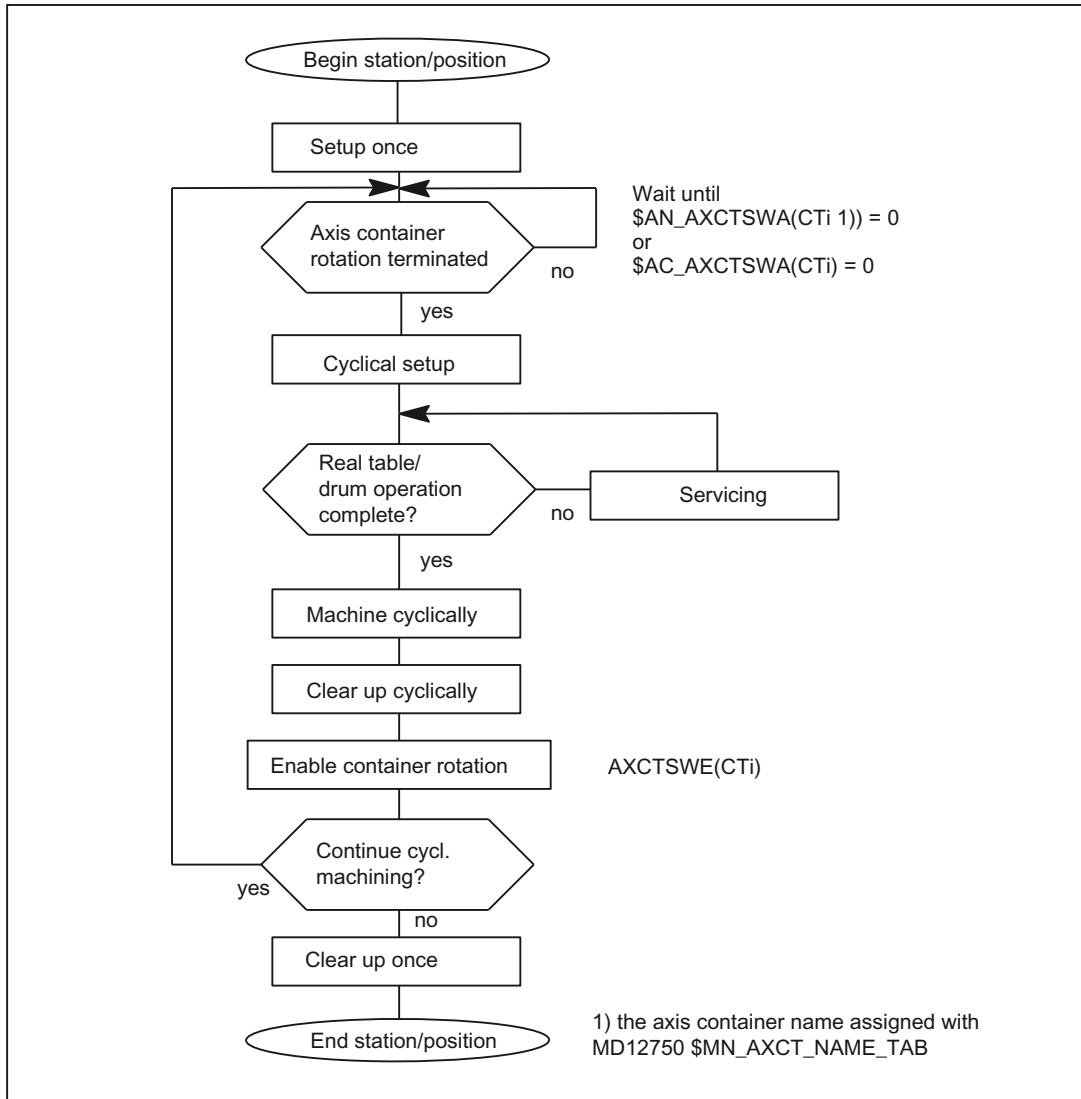 Begin station/position
Setup once
Wait until
$AN_AXCTSWA(CTi 1)) = 0
or
$AC_AXCTSWA(CTi) = 0
Axis container
rotation terminated
no
yes
Cyclical setup
Real table/
drum operation
complete?
no
Servicing
yes
Machine cyclically
Clear up cyclically
Enable container rotation
AXCTSWE(CTi)
Continue cycl.
machining?
yes
no
Clear up once
End station/position
1) the axis container name assigned with
MD12750 $MN_AXCT_NAME_TAB